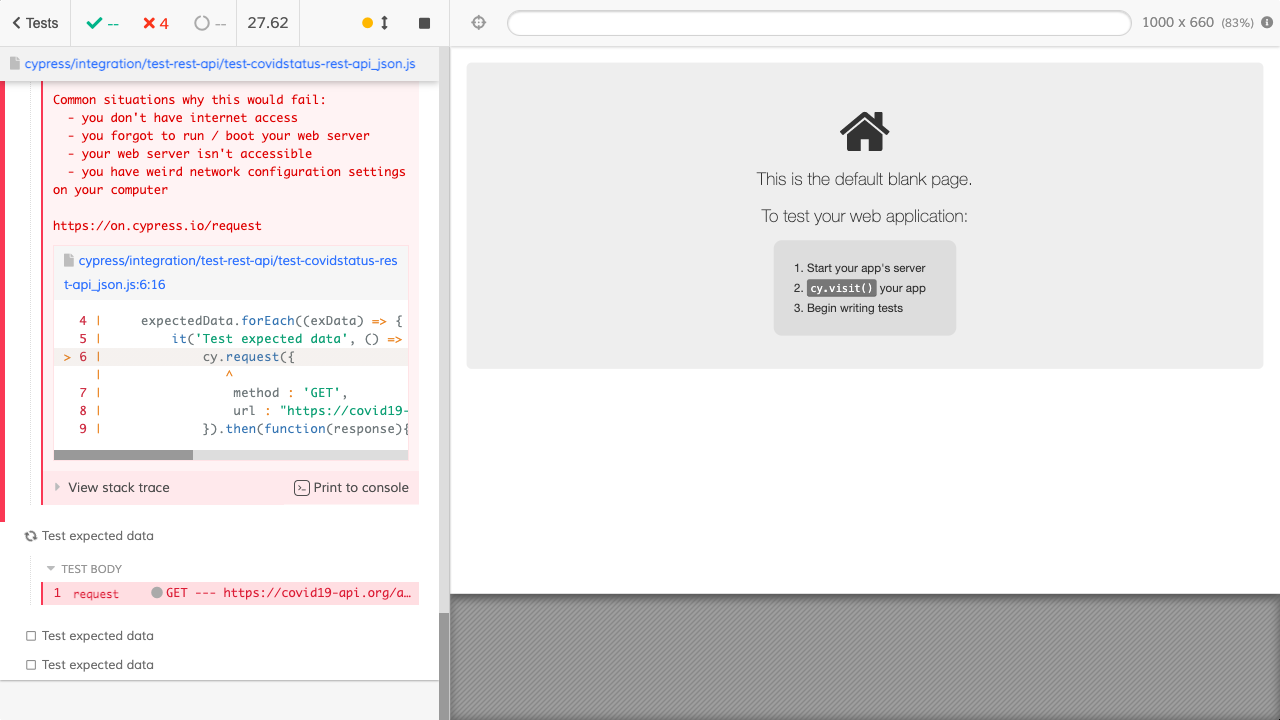 Tests
--
4
--
27.62
1000 x 660 (83%)
cypress/integration/test-rest-api/test-covidstatus-rest-api_json.js
Common situations why this would fail:
- you don't have internet access
- you forgot to run / boot your web server
- your web server isn't accessible
- you have weird network configuration settings
on your computer
https://on.cypress.io/request
cypress/integration/test-rest-api/test-covidstatus-res
t-api_json.js:6:16
4 | expectedData.forEach((exData) => {
5 | it('Test expected data', () =>
> 6 | cy.request({
| ^
7 | method : 'GET',
8 | url : "https://covid19-
9 | }).then(function(response){
View stack trace
Print to console
Test expected data
TEST BODY
1 request GET --- https://covid19-api.org/a…
Test expected data
Test expected data
This is the default blank page.
To test your web application:
1. Start your app's server
2. cy.visit() your app
3. Begin writing tests